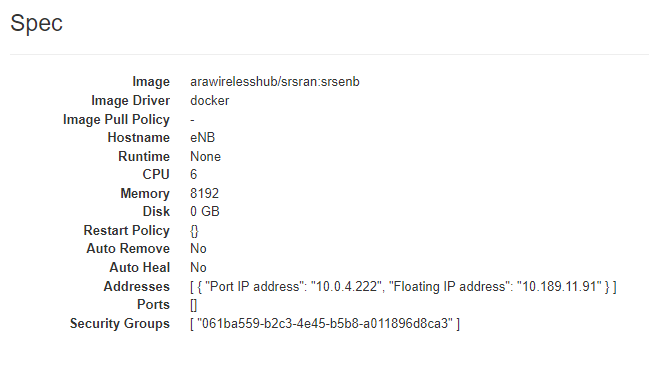 Spec
Image arawirelesshub/srsran:srsenb
Image Driver docker
Image Pull Policy -
Hostname eNB
Runtime None
CPU 6
Memory 8192
Disk 0 GB
Restart Policy {}
Auto Remove No
Auto Heal No
Addresses [ { "Port IP address": "10.0.4.222", "Floating IP address": "10.189.11.91" } ]
Ports []
Security Groups [ "061ba559-b2c3-4e45-b5b8-a011896d8ca3" ]